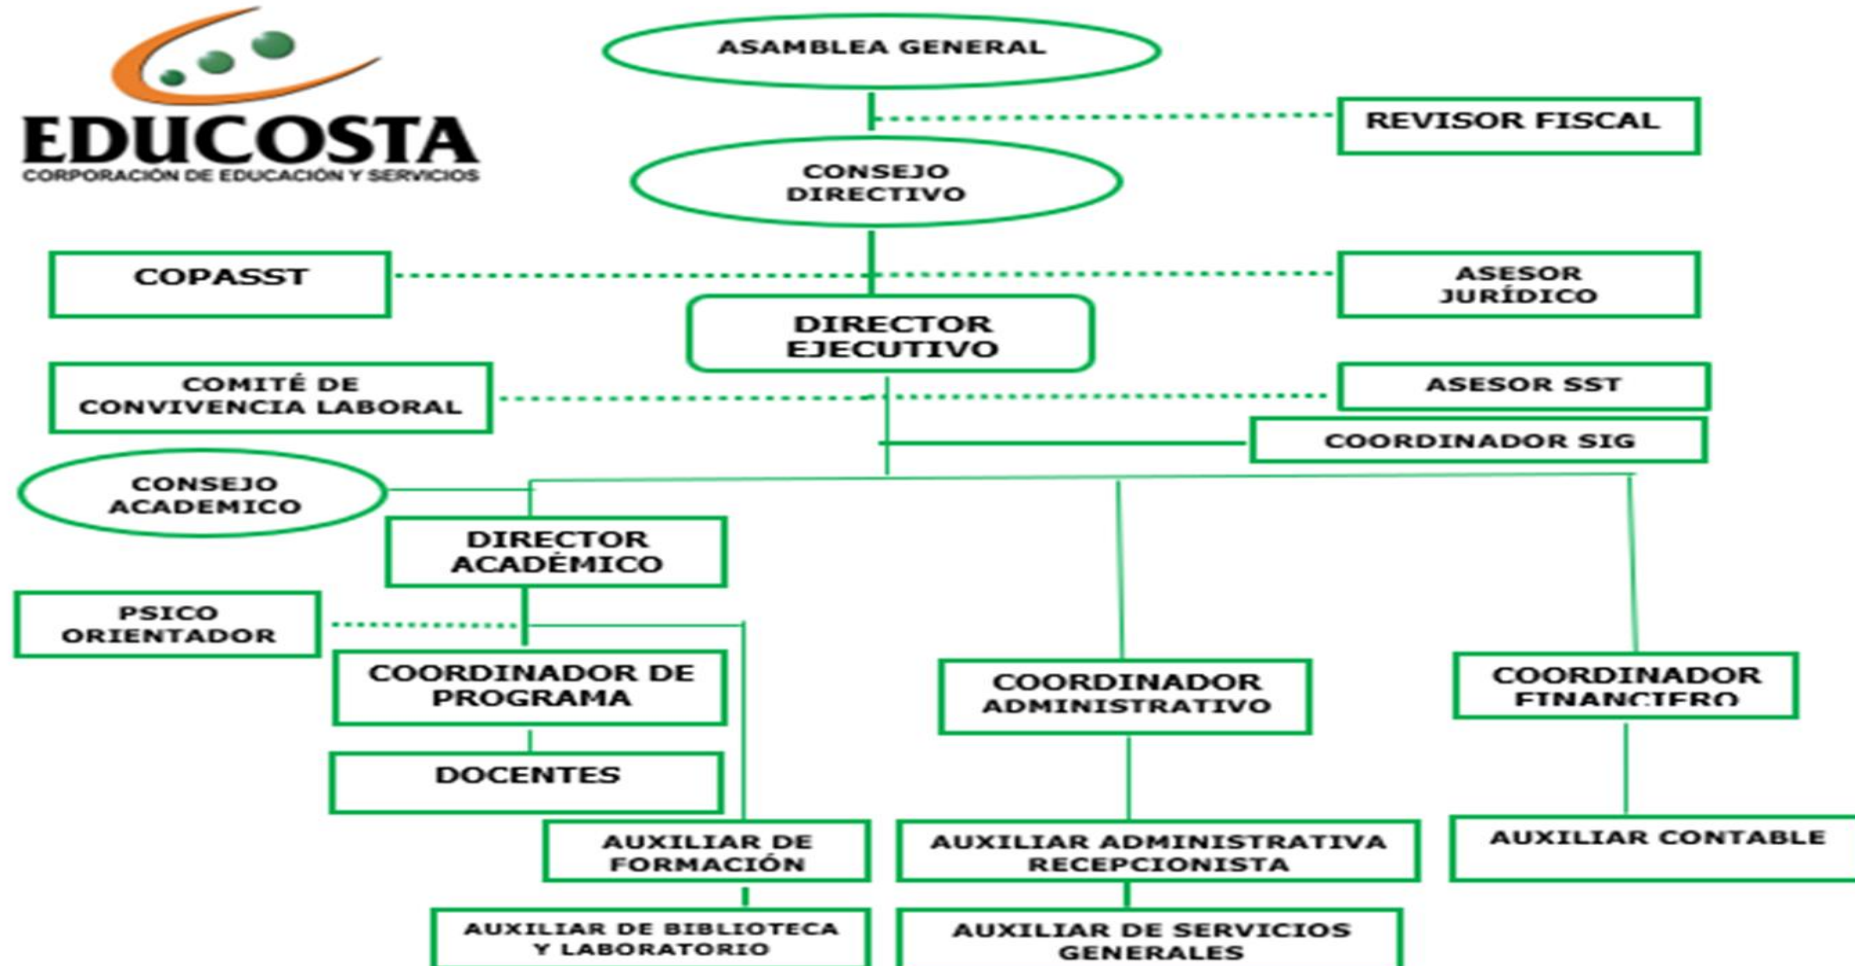 ASAMBLEA GENERAL
EDUCOSTA
CORPORACIÓN DE EDUCACIÓN Y SERVICIOS
REVISOR FISCAL
CONSEJO
DIRECTIVO
COPASST
ASESOR
JURÍDICO
DIRECTOR
EJECUTIVO
COMITÉ DE
CONVIVENCIA LABORAL
ASESOR SST
COORDINADOR SIG
CONSEJO
ACADEMICO
DIRECTOR
ACADÉMICO
PSICO
ORIENTADOR
COORDINADOR DE
PROGRAMA
COORDINADOR
ADMINISTRATIVO
COORDINADOR
FINANCIERO
DOCENTES
AUXILIAR DE
FORMACIÓN
AUXILIAR ADMINISTRATIVA
RECEPCIONISTA
AUXILIAR CONTABLE
AUXILIAR DE BIBLIOTECA
Y LABORATORIO
AUXILIAR DE SERVICIOS
GENERALES